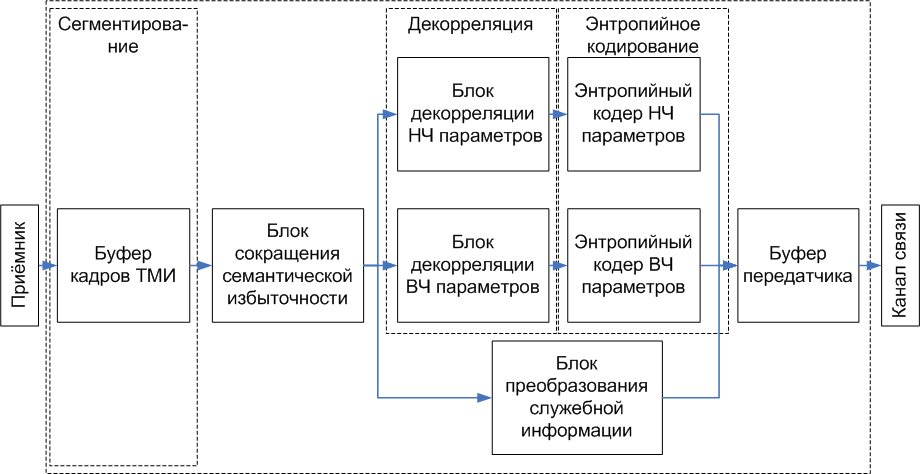 Сегментирова-
ние
Декорреляция
Энтропийное
кодирование
Блок
декорреляции
НЧ параметров
Энтропийный
кодер НЧ
параметров
Приёмник
Буфер
кадров ТМИ
Блок
сокращения
семантической
избыточности
Блок
декорреляции
ВЧ параметров
Энтропийный
кодер ВЧ
параметров
Буфер
передатчика
Канал связи
Блок
преобразования
служебной
информации